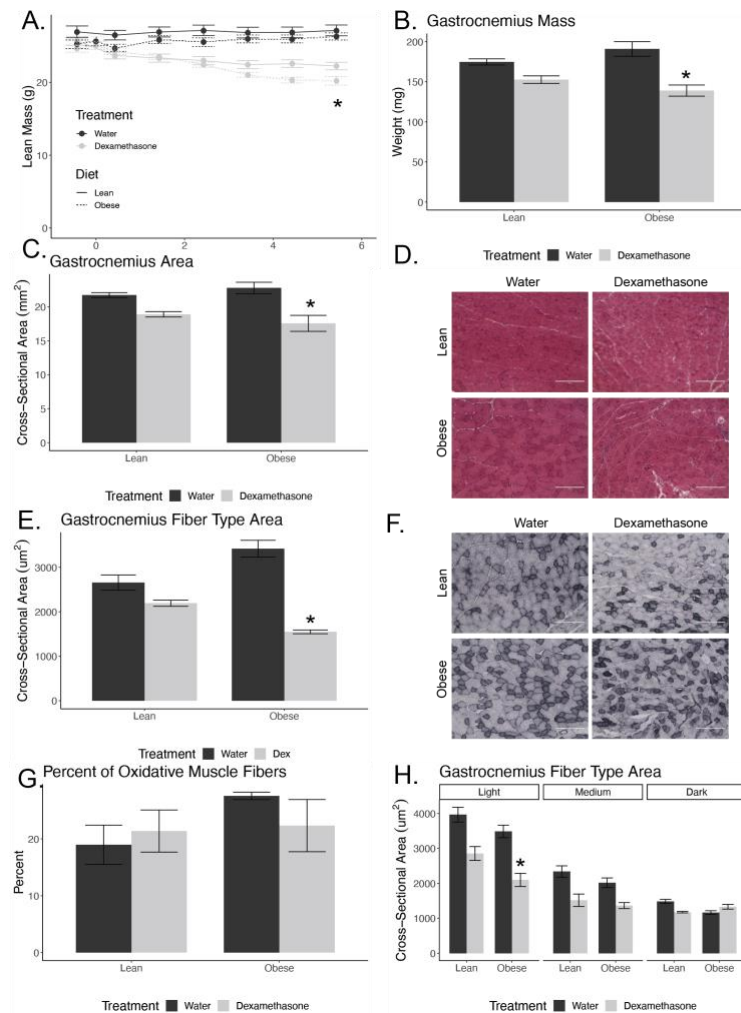 A.
Lean Mass (g)
20
10
0
Treatment
Water
Dexamethasone
Diet
Lean
Obese
*
0 2 4 6
B.
Gastrocnemius Mass
Weight (mg)
200
150
100
50
0
*
Lean Obese
Treatment Water Dexamethasone
C.
Gastrocnemius Area
Cross-Sectional Area (mm²)
20
15
10
5
0
*
Lean Obese
Treatment Water Dexamethasone
D.
Water Dexamethasone
Lean
Obese
E.
Gastrocnemius Fiber Type Area
Cross-Sectional Area (um²)
3000
2000
1000
0
*
Lean Obese
Treatment Water Dex
F.
Water Dexamethasone
Lean
Obese
G
Percent of Oxidative Muscle Fibers
Percent
20
10
0
Lean Obese
Treatment Water Dexamethasone
H.
Gastrocnemius Fiber Type Area
Light Medium Dark
Cross-Sectional Area (um²)
4000
3000
2000
1000
0
*
Lean Obese Lean Obese Lean Obese
Treatment Water Dexamethasone